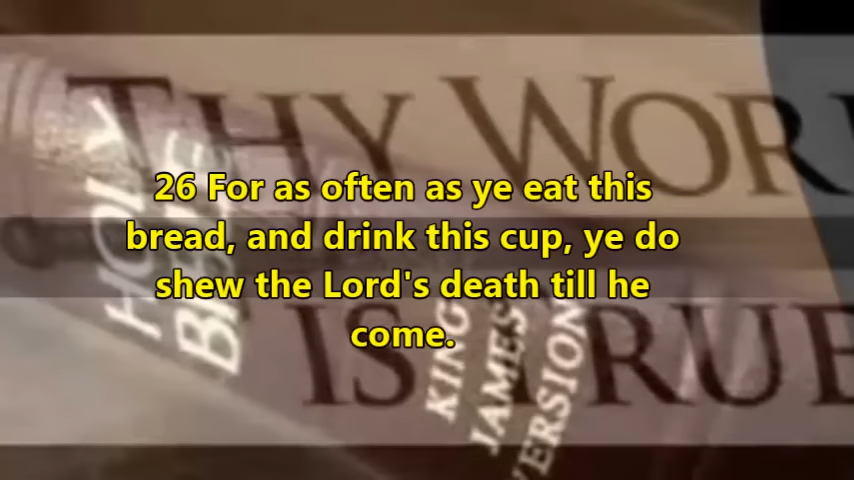 THY WOR
IS TRUE
HOLY
BIBLE
KING
JAMES
VERSION
26 For as often as ye eat this
bread, and drink this cup, ye do
shew the Lord's death till he
come.